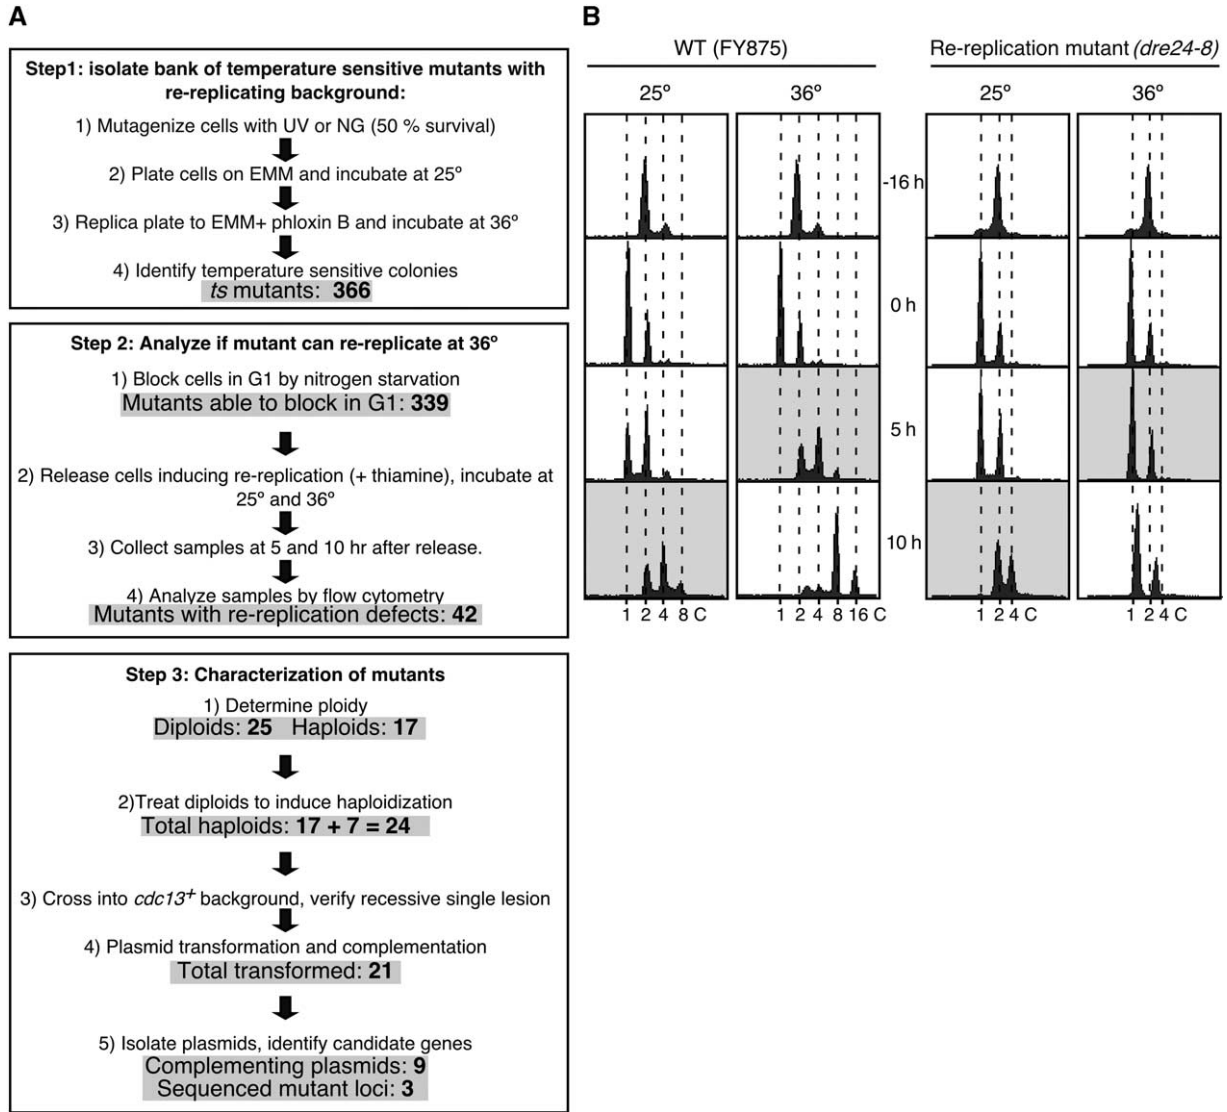 A
Step1: isolate bank of temperature sensitive mutants with
re-replicating background:
1) Mutagenize cells with UV or NG (50 % survival)
2) Plate cells on EMM and incubate at 25º
3) Replica plate to EMM+ phloxin B and incubate at 36º
4) Identify temperature sensitive colonies
ts mutants: 366
Step 2: Analyze if mutant can re-replicate at 36º
1) Block cells in G1 by nitrogen starvation
Mutants able to block in G1: 339
2) Release cells inducing re-replication (+ thiamine), incubate at
25º and 36º
3) Collect samples at 5 and 10 hr after release.
4) Analyze samples by flow cytometry
Mutants with re-replication defects: 42
Step 3: Characterization of mutants
1) Determine ploidy
Diploids: 25 Haploids: 17
2)Treat diploids to induce haploidization
Total haploids: 17 + 7 = 24
3) Cross into cdc13+ background, verify recessive single lesion
4) Plasmid transformation and complementation
Total transformed: 21
5) Isolate plasmids, identify candidate genes
Complementing plasmids: 9
Sequenced mutant loci: 3
B
WT (FY875)
Re-replication mutant (dre24-8)
25º 36º 25º 36º
-16 h
0 h
5 h
10 h
1 2 4 8 C 1 2 4 8 16 C 1 2 4 C 1 2 4 C